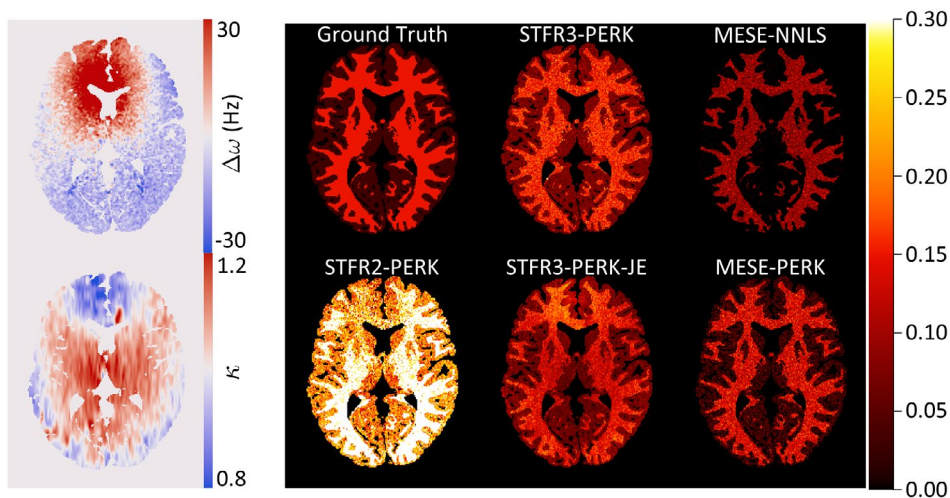 30
Δω (Hz)
-30
1.2
κ
0.8
Ground Truth
STFR3-PERK
MESE-NNLS
STFR2-PERK
STFR3-PERK-JE
MESE-PERK
0.30
0.25
0.20
0.15
0.10
0.05
0.00